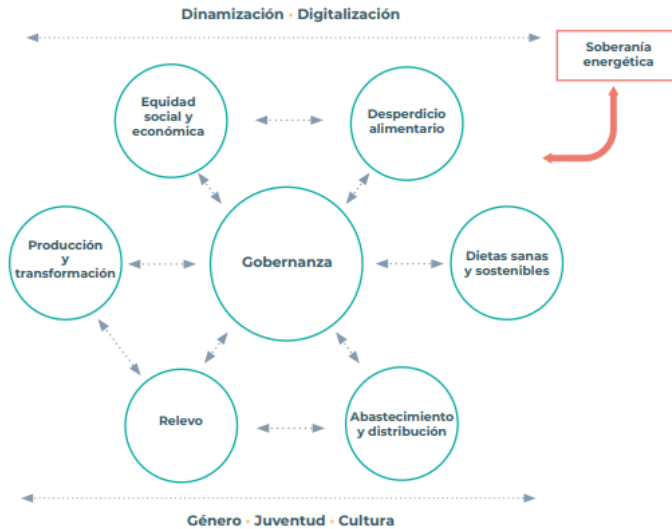 Dinamización · Digitalización
Soberanía
energética
Equidad
social y
económica
Desperdicio
alimentario
Producción
y
transformación
Gobernanza
Dietas sanas
y sostenibles
Relevo
Abastecimiento
y distribución
Género · Juventud · Cultura